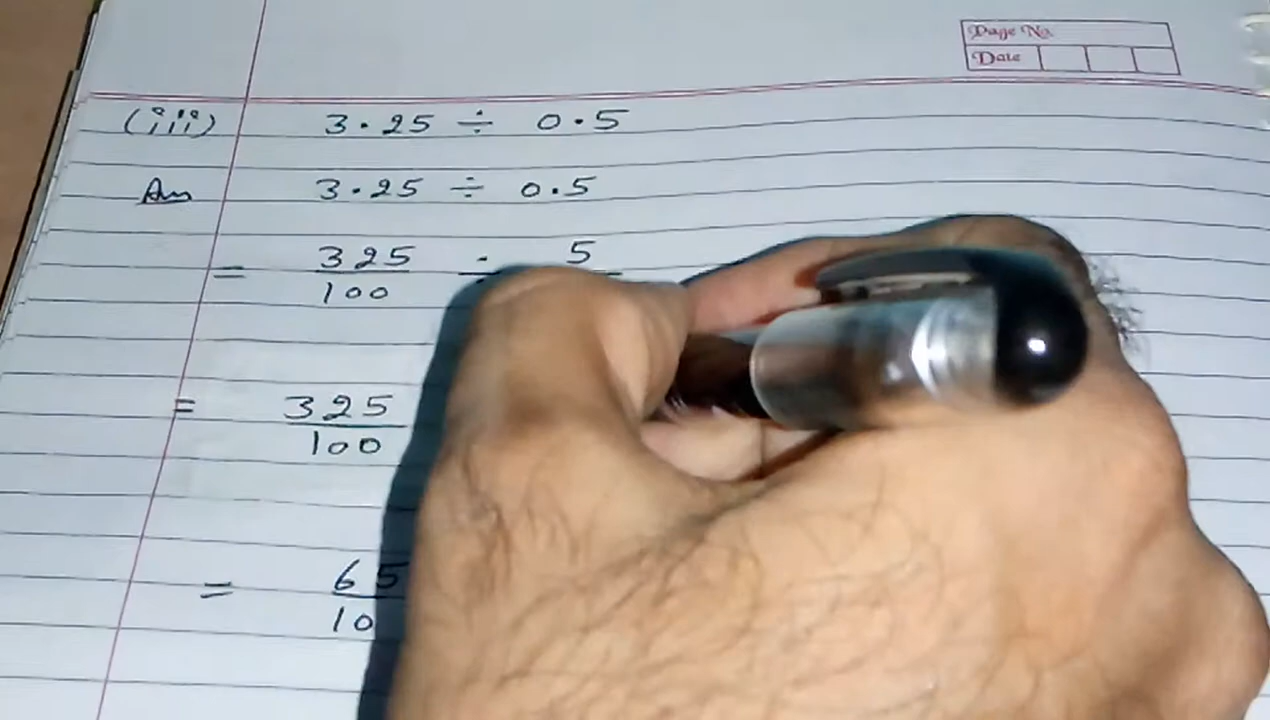 Page No.
Date
(iii) 3.25 ÷ 0.5
Ans 3.25 ÷ 0.5
= 325/100 ÷ 5
= 325/100
= 65/10